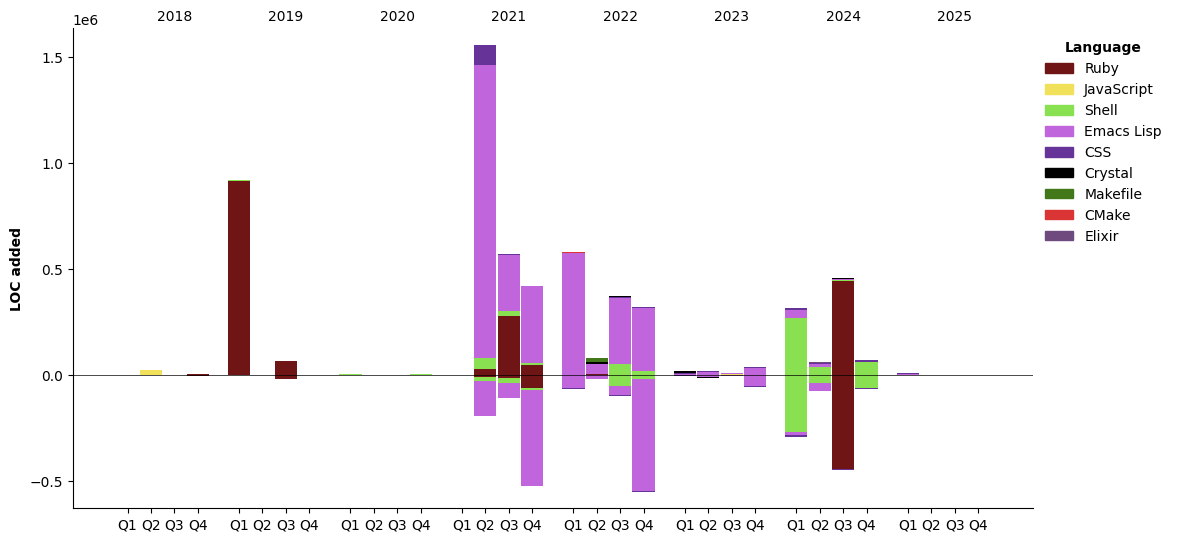 1e6
2018 2019 2020 2021 2022 2023 2024 2025
LOC added
1.5
1.0
0.5
0.0
−0.5
Q1 Q2 Q3 Q4 Q1 Q2 Q3 Q4 Q1 Q2 Q3 Q4 Q1 Q2 Q3 Q4 Q1 Q2 Q3 Q4 Q1 Q2 Q3 Q4 Q1 Q2 Q3 Q4 Q1 Q2 Q3 Q4
Language
Ruby
JavaScript
Shell
Emacs Lisp
CSS
Crystal
Makefile
CMake
Elixir